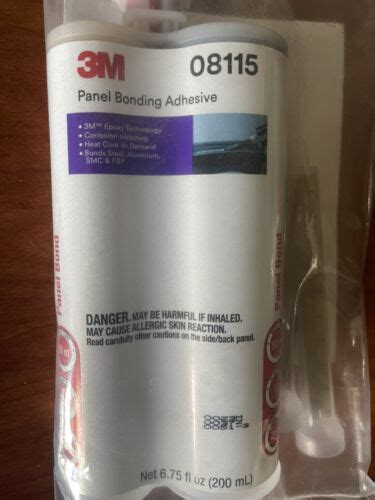 3M 08115
Panel Bonding Adhesive
• 3M™ Epoxy Technology
• Corrosion Inhibiting
• Heat Cure on Demand
• Bonds Steel, Aluminum,
SMC & FRP
Panel Bond
Panel Bond
DANGER. MAY BE HARMFUL IF INHALED.
MAY CAUSE ALLERGIC SKIN REACTION.
Read carefully other cautions on the side/back panel.
Net 6.75 fl oz (200 mL)